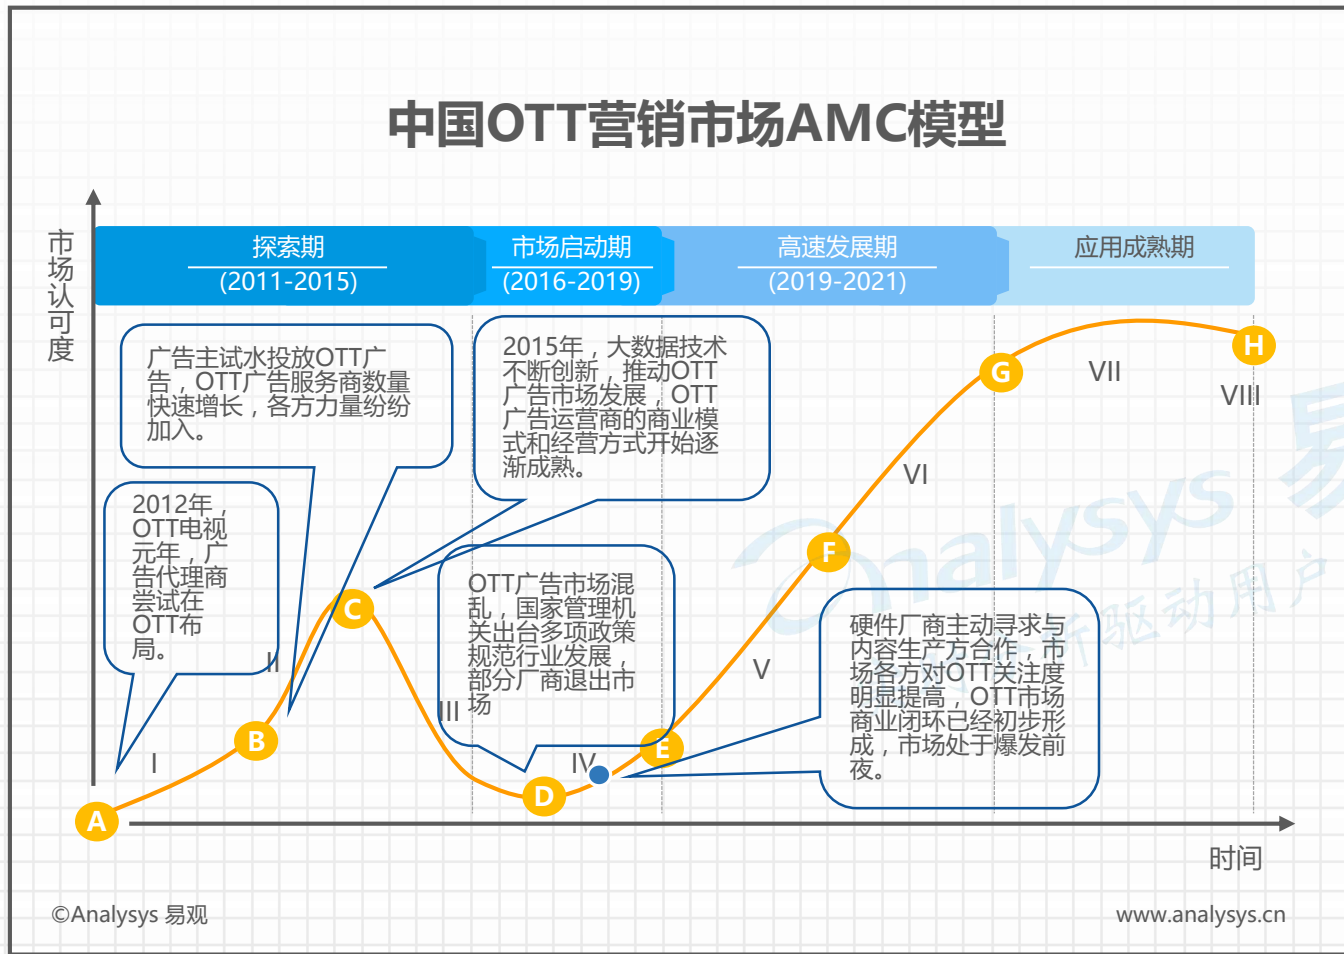 中国OTT营销市场AMC模型
市场认可度
探索期
(2011-2015)
市场启动期
(2016-2019)
高速发展期
(2019-2021)
应用成熟期
广告主试水投放OTT广
告，OTT广告服务商数量
快速增长，各方力量纷纷
加入。
2015年，大数据技术
不断创新，推动OTT
广告市场发展，OTT
广告运营商的商业模
式和经营方式开始逐
渐成熟。
2012年，
OTT电视
元年，广
告代理商
尝试在
OTT布
局。
OTT广告市场混
乱，国家管理机
关出台多项政策
规范行业发展，
部分厂商退出市
场
硬件厂商主动寻求与
内容生产方合作，市
场各方对OTT关注度
明显提高，OTT市场
商业闭环已经初步形
成，市场处于爆发前
夜。
A
I
B
II
C
III
D
IV
E
V
F
VI
G
VII
H
VIII
时间
nalysys 易
析驱动用户
©Analysys 易观
www.analysys.cn